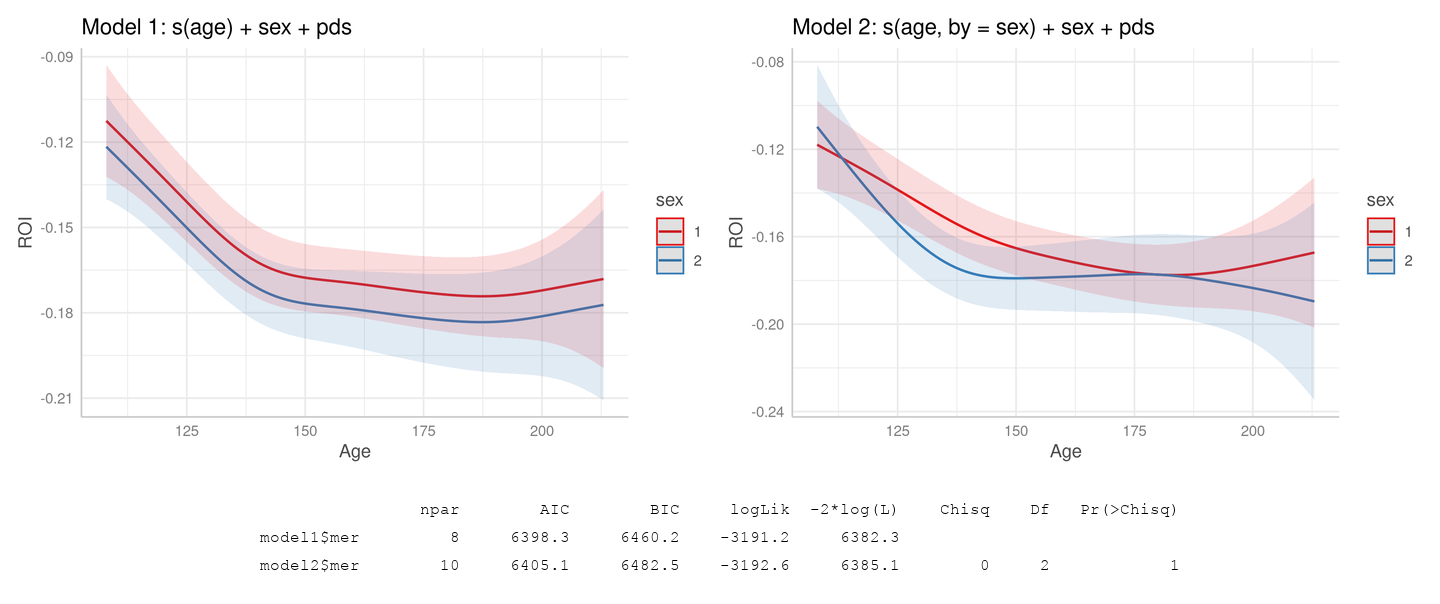 Model 1: s(age) + sex + pds
-0.09
-0.12
-0.15
-0.18
-0.21
ROI
125 150 175 200
Age
sex
1
2
Model 2: s(age, by = sex) + sex + pds
-0.08
-0.12
-0.16
-0.20
-0.24
ROI
125 150 175 200
Age
sex
1
2
npar AIC BIC logLik -2*log(L) Chisq Df Pr(>Chisq)
model1$mer 8 6398.3 6460.2 -3191.2 6382.3
model2$mer 10 6405.1 6482.5 -3192.6 6385.1 0 2 1